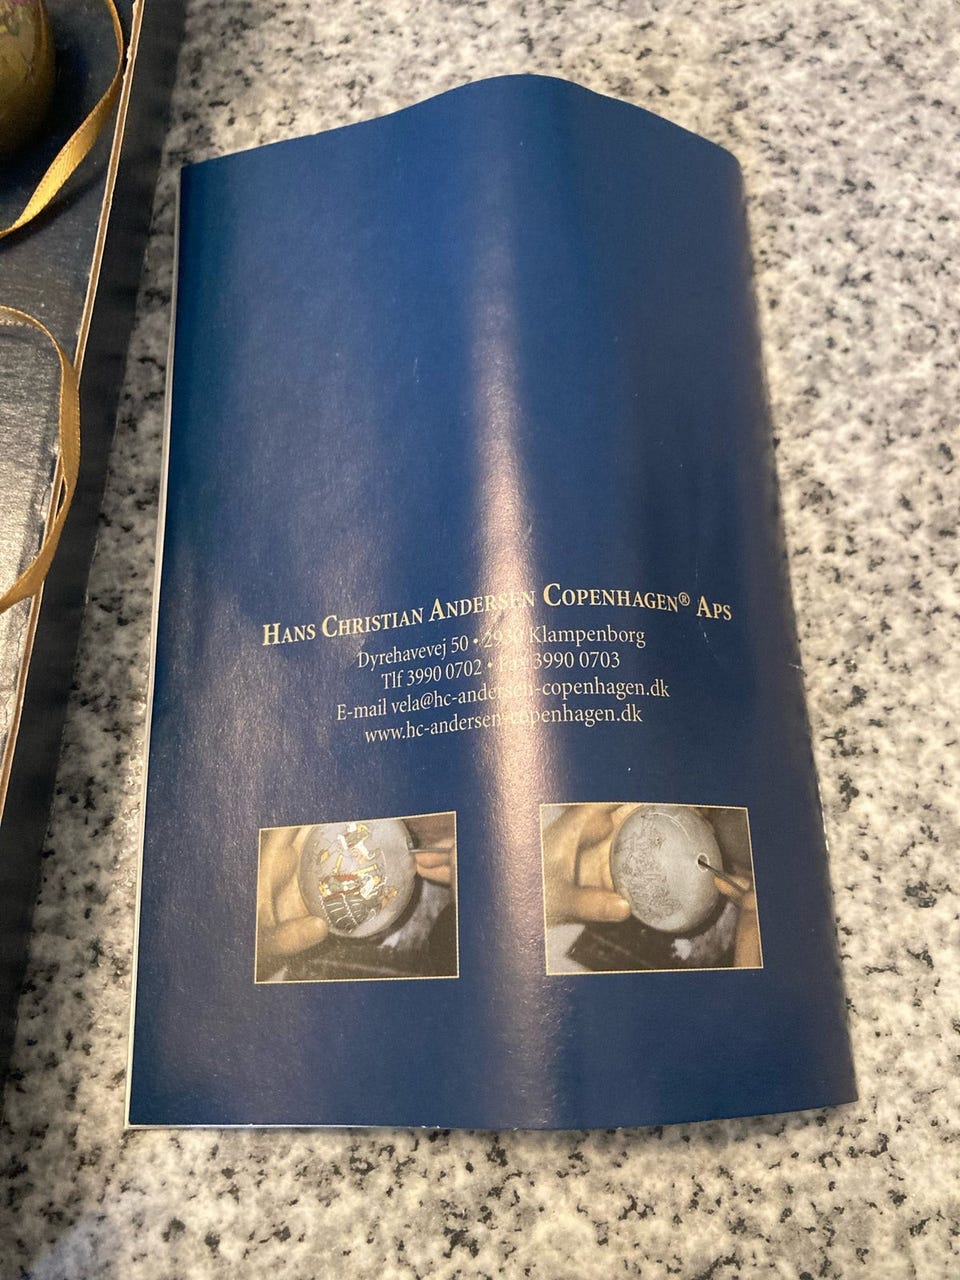 HANS CHRISTIAN ANDERSEN COPENHAGEN® APS
Dyrehavevej 50 • 2930 Klampenborg
Tlf 3990 0702 • Fax 3990 0703
E-mail vela@hc-andersen-copenhagen.dk
www.hc-andersen-copenhagen.dk